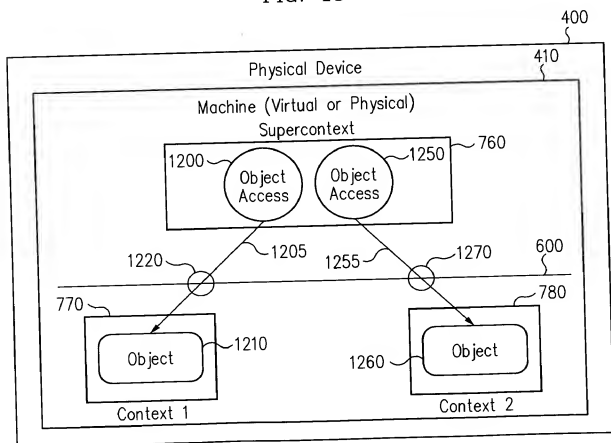 400
Physical Device
410
Machine (Virtual or Physical)
Supercontext
1200
1250
760
Object
Access
Object
Access
1220
1205
1255
1270
600
770
780
Object
1210
1260
Object
Context 1
Context 2